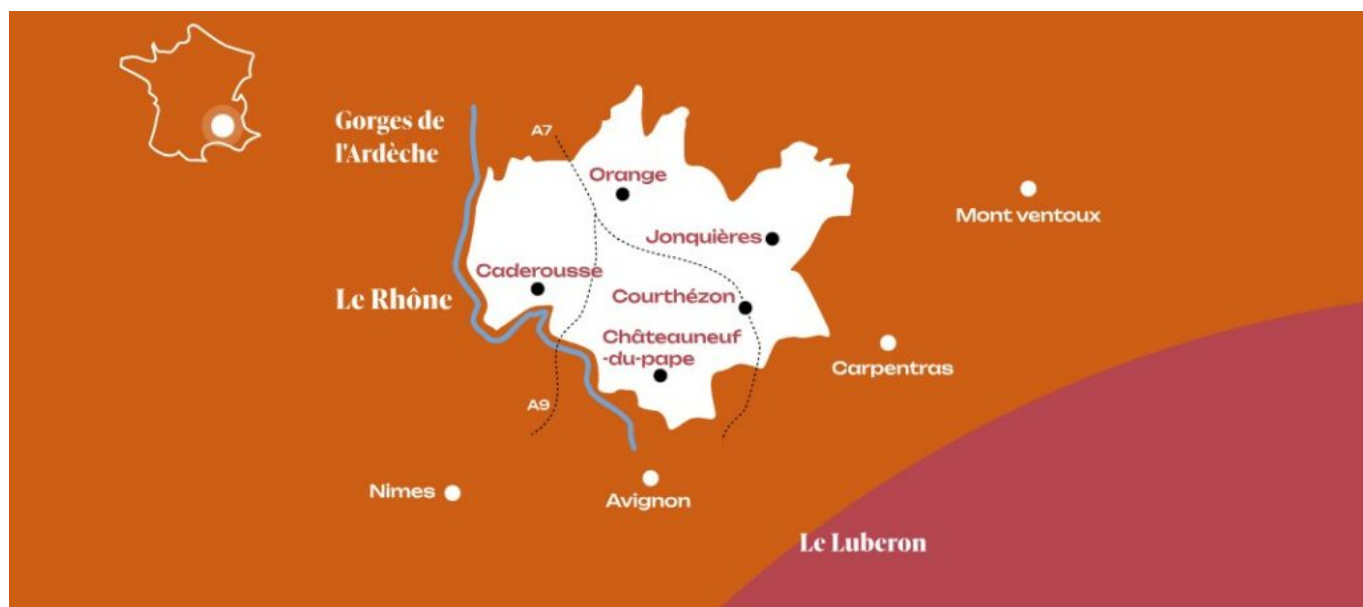 Gorges de
l'Ardèche
A7
Orange
Mont ventoux
Jonquières
Caderousse
Le Rhône
Courthézon
Châteauneuf
-du-pape
Carpentras
A9
Nimes
Avignon
Le Luberon